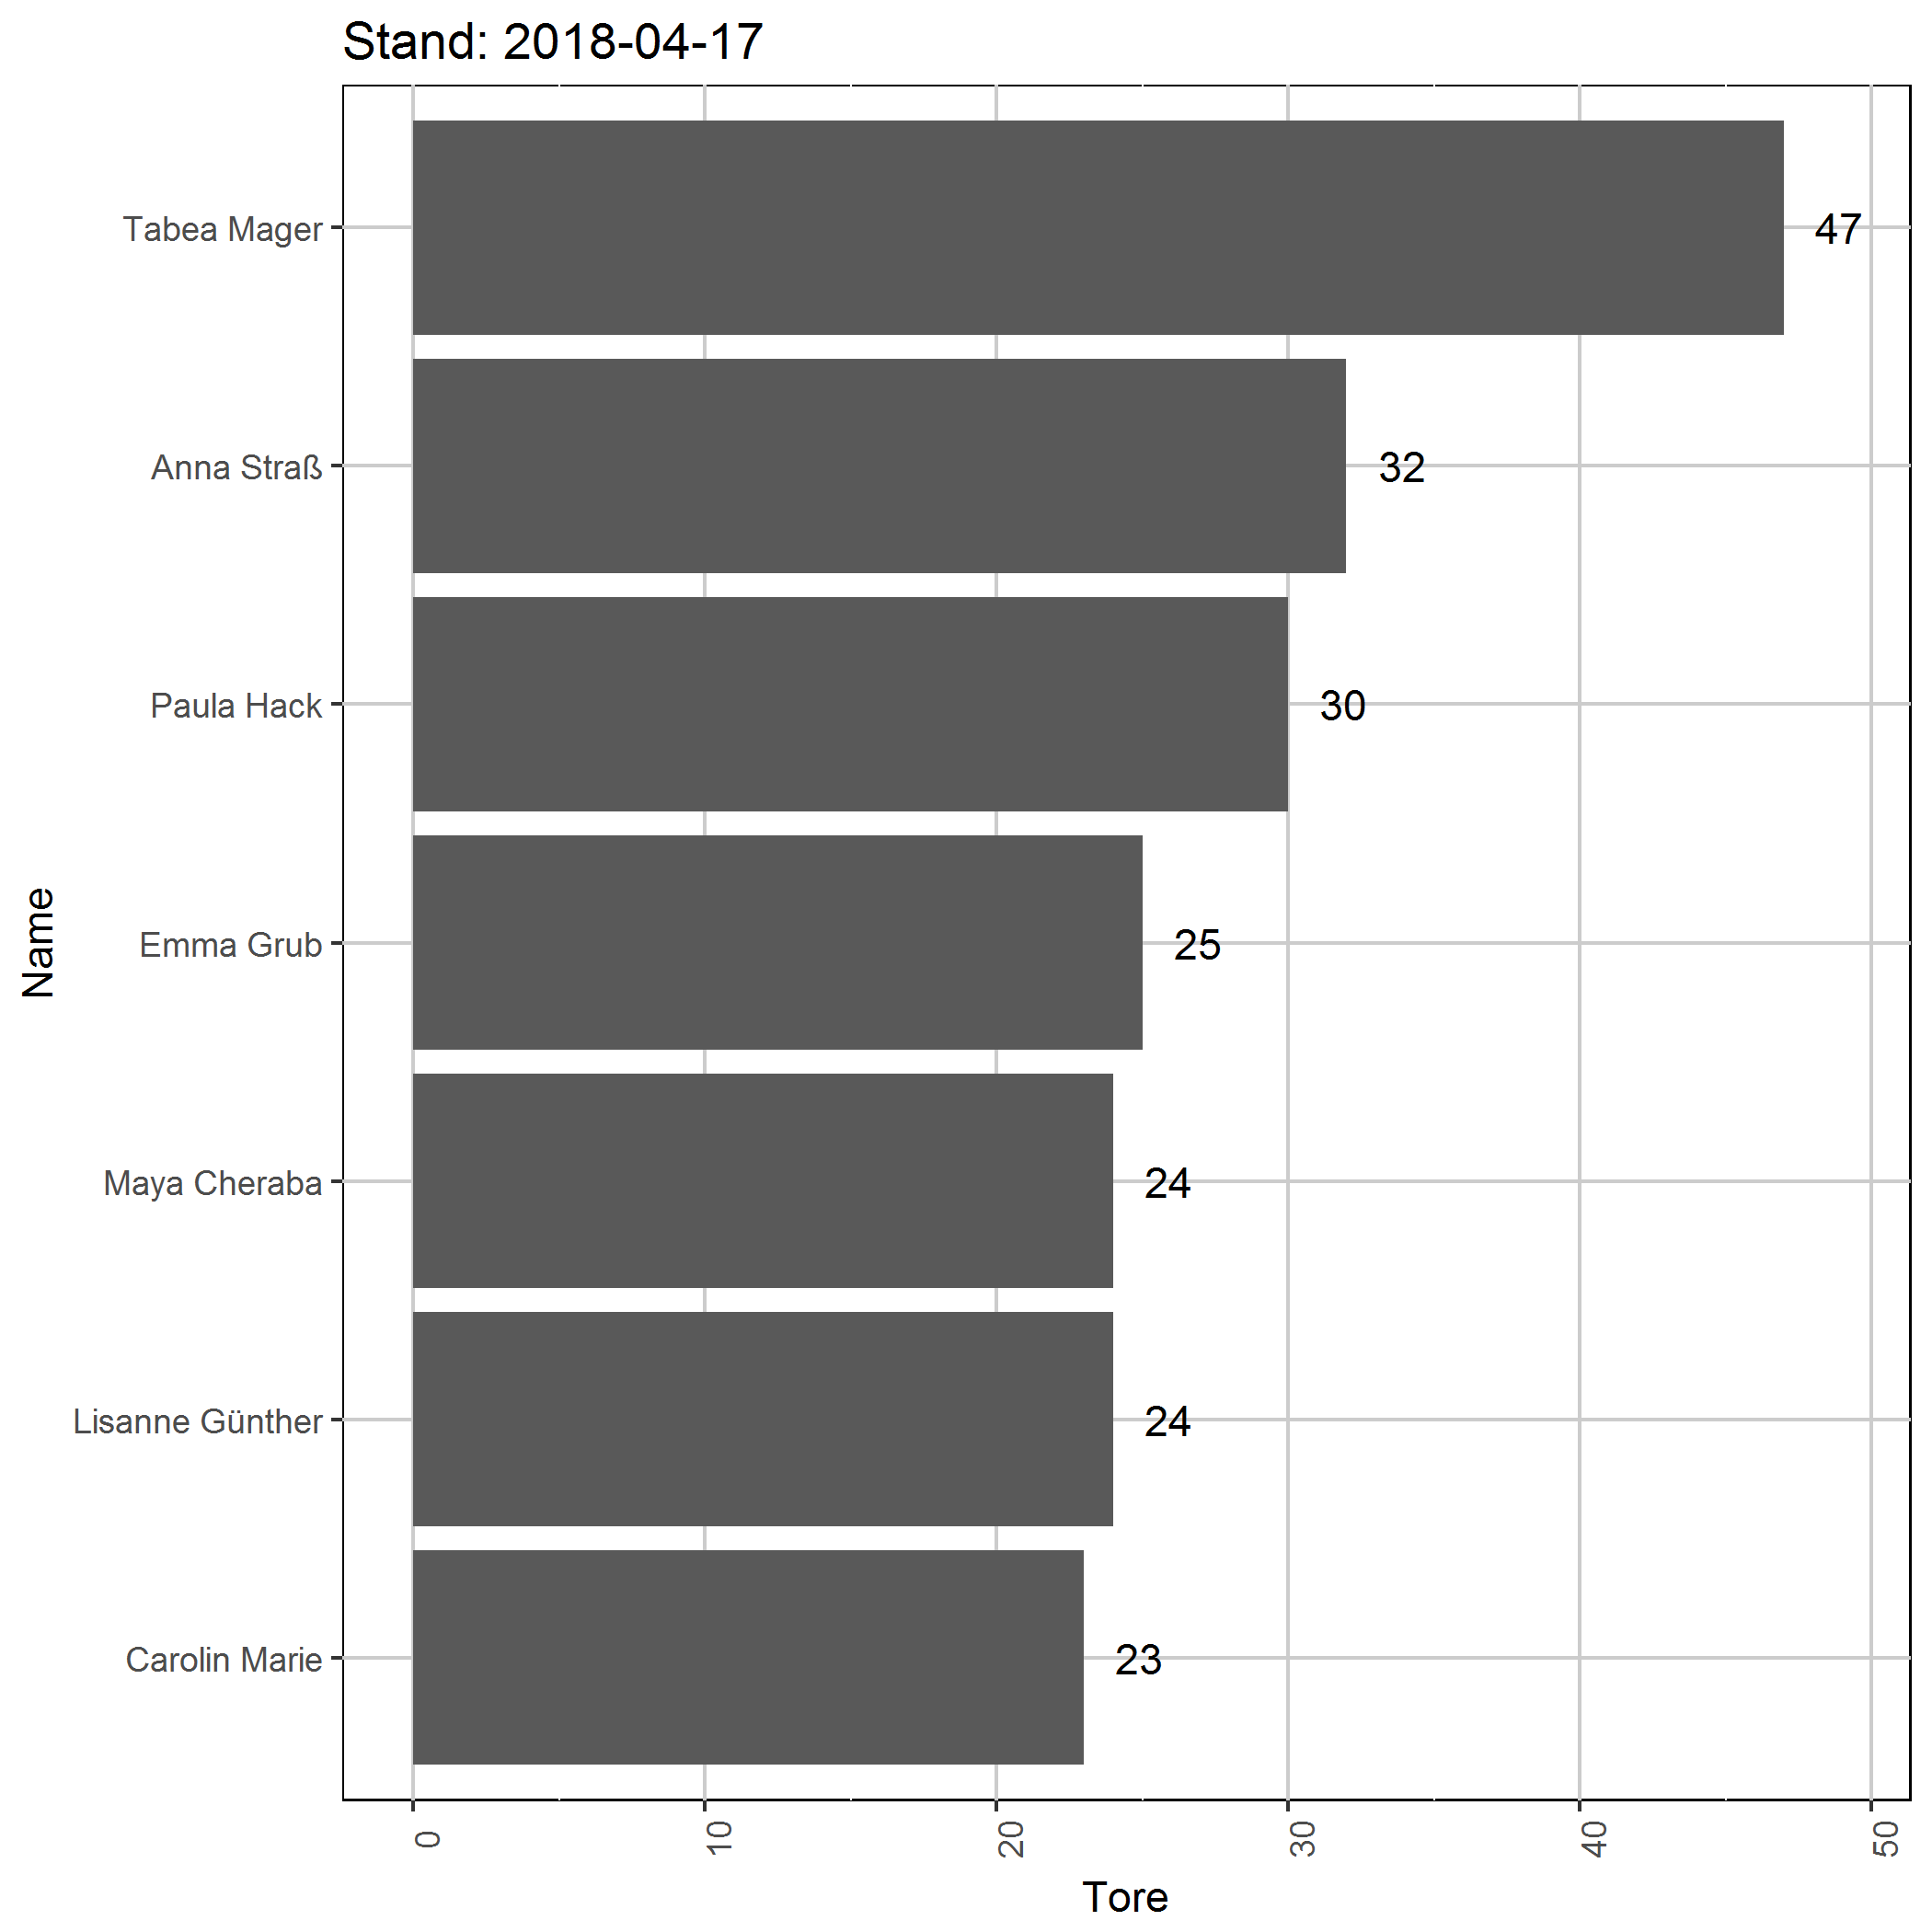 Stand: 2018-04-17
Name
Tabea Mager
47
Anna Straß
32
Paula Hack
30
Emma Grub
25
Maya Cheraba
24
Lisanne Günther
24
Carolin Marie
23
0 10 20 30 40 50
Tore